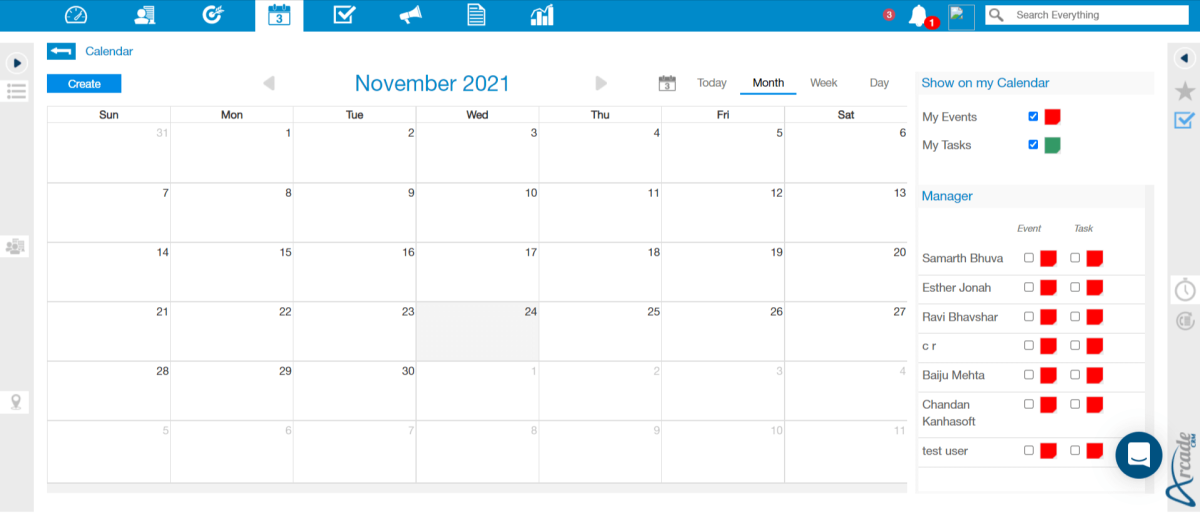 3
3
1
Search Everything
Calendar
Create
November 2021
3
Today
Month
Week
Day
Sun Mon Tue Wed Thu Fri Sat
31 1 2 3 4 5 6
7 8 9 10 11 12 13
14 15 16 17 18 19 20
21 22 23 24 25 26 27
28 29 30 1 2 3 4
5 6 7 8 9 10 11
Show on my Calendar
My Events
My Tasks
Manager
Event Task
Samarth Bhuva
Esther Jonah
Ravi Bhavshar
c r
Baiju Mehta
Chandan
Kanhasoft
test user
Arcade
CRM